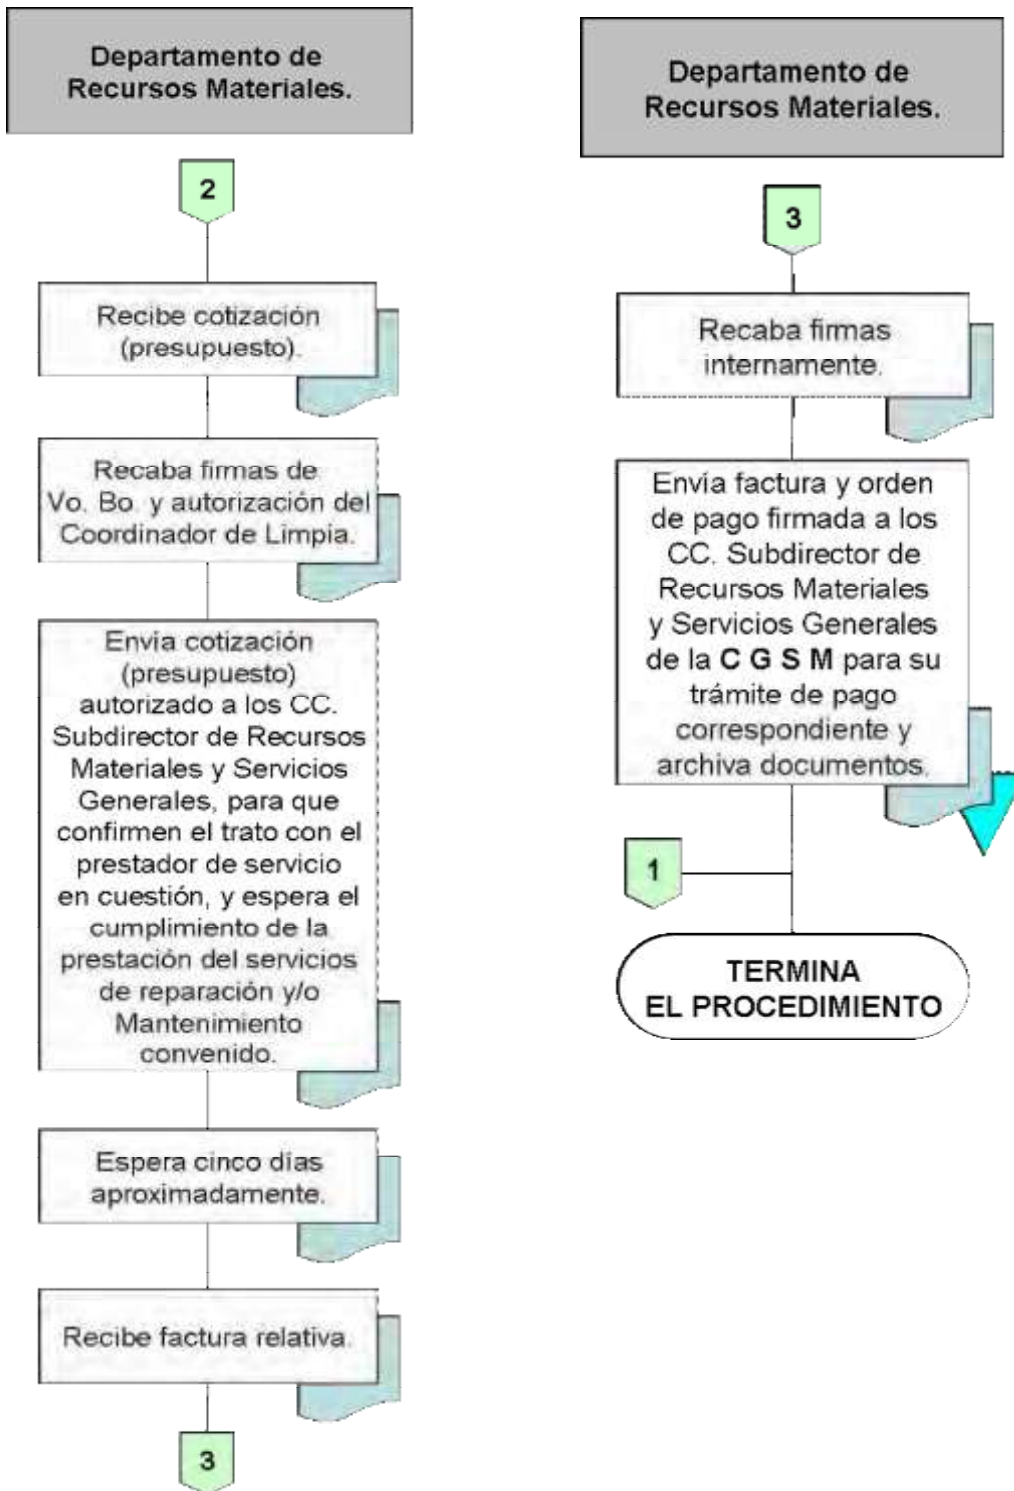 Departamento de
Recursos Materiales.
2
Recibe cotización
(presupuesto).
Recaba firmas de
Vo. Bo. y autorización del
Coordinador de Limpia.
Envía cotización
(presupuesto)
autorizado a los CC.
Subdirector de Recursos
Materiales y Servicios
Generales, para que
confirmen el trato con el
prestador de servicio
en cuestión, y espera el
cumplimiento de la
prestación del servicios
de reparación y/o
Mantenimiento
convenido.
Espera cinco días
aproximadamente.
Recibe factura relativa.
3
Departamento de
Recursos Materiales.
3
Recaba firmas
internamente.
Envía factura y orden
de pago firmada a los
CC. Subdirector de
Recursos Materiales
y Servicios Generales
de la C G S M para su
trámite de pago
correspondiente y
archiva documentos.
1
TERMINA
EL PROCEDIMIENTO